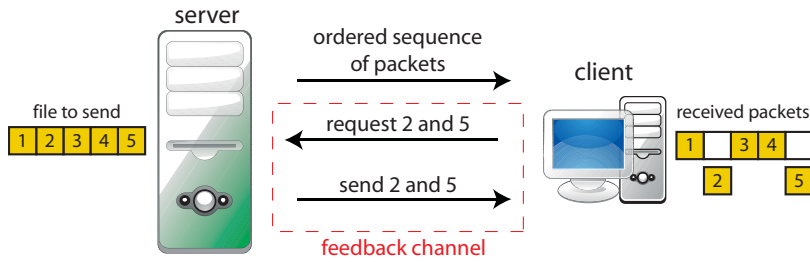 server
ordered sequence
of packets
client
file to send
1 2 3 4 5
request 2 and 5
received packets
1 3 4
2 5
send 2 and 5
feedback channel